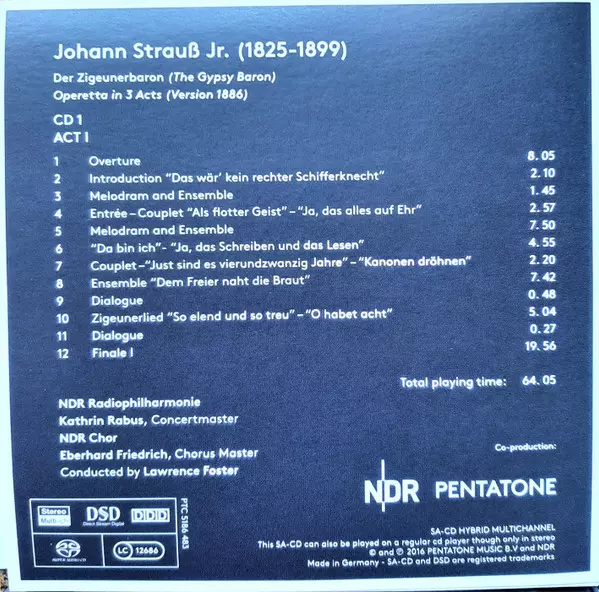 Johann Strauß Jr. (1825-1899)
Der Zigeunerbaron (The Gypsy Baron)
Operetta in 3 Acts (Version 1886)
CD 1
ACT I
1 Overture 8.05
2 Introduction "Das wär' kein rechter Schifferknecht" 2.10
3 Melodram and Ensemble 1.45
4 Entrée-Couplet "Als flotter Geist" - "Ja, das alles auf Ehr" 2.57
5 Melodram and Ensemble 7.50
6 "Da bin ich"- "Ja, das Schreiben und das Lesen" 4.55
7 Couplet-"Just sind es vierundzwanzig Jahre" - "Kanonen dröhnen" 2.20
8 Ensemble "Dem Freier naht die Braut" 7.42
9 Dialogue 0.48
10 Zigeunerlied "So elend und so treu" - "O habet acht" 5.04
11 Dialogue 0.27
12 Finale I 19.56
Total playing time: 64.05
NDR Radiophilharmonie
Kathrin Rabus, Concertmaster
NDR Chor
Eberhard Friedrich, Chorus Master
Conducted by Lawrence Foster
Co-production:
NDR PENTATONE
Stereo
Multi-ch
DSD
Direct Stream Digital
DDD
SUPER AUDIO CD
LC 12686
PTC 5186 483
SA-CD HYBRID MULTICHANNEL
This SA-CD can also be played on a regular cd player though only in stereo
© and ℗ 2016 PENTATONE MUSIC B.V and NDR
Made in Germany - SA-CD and DSD are registered trademarks